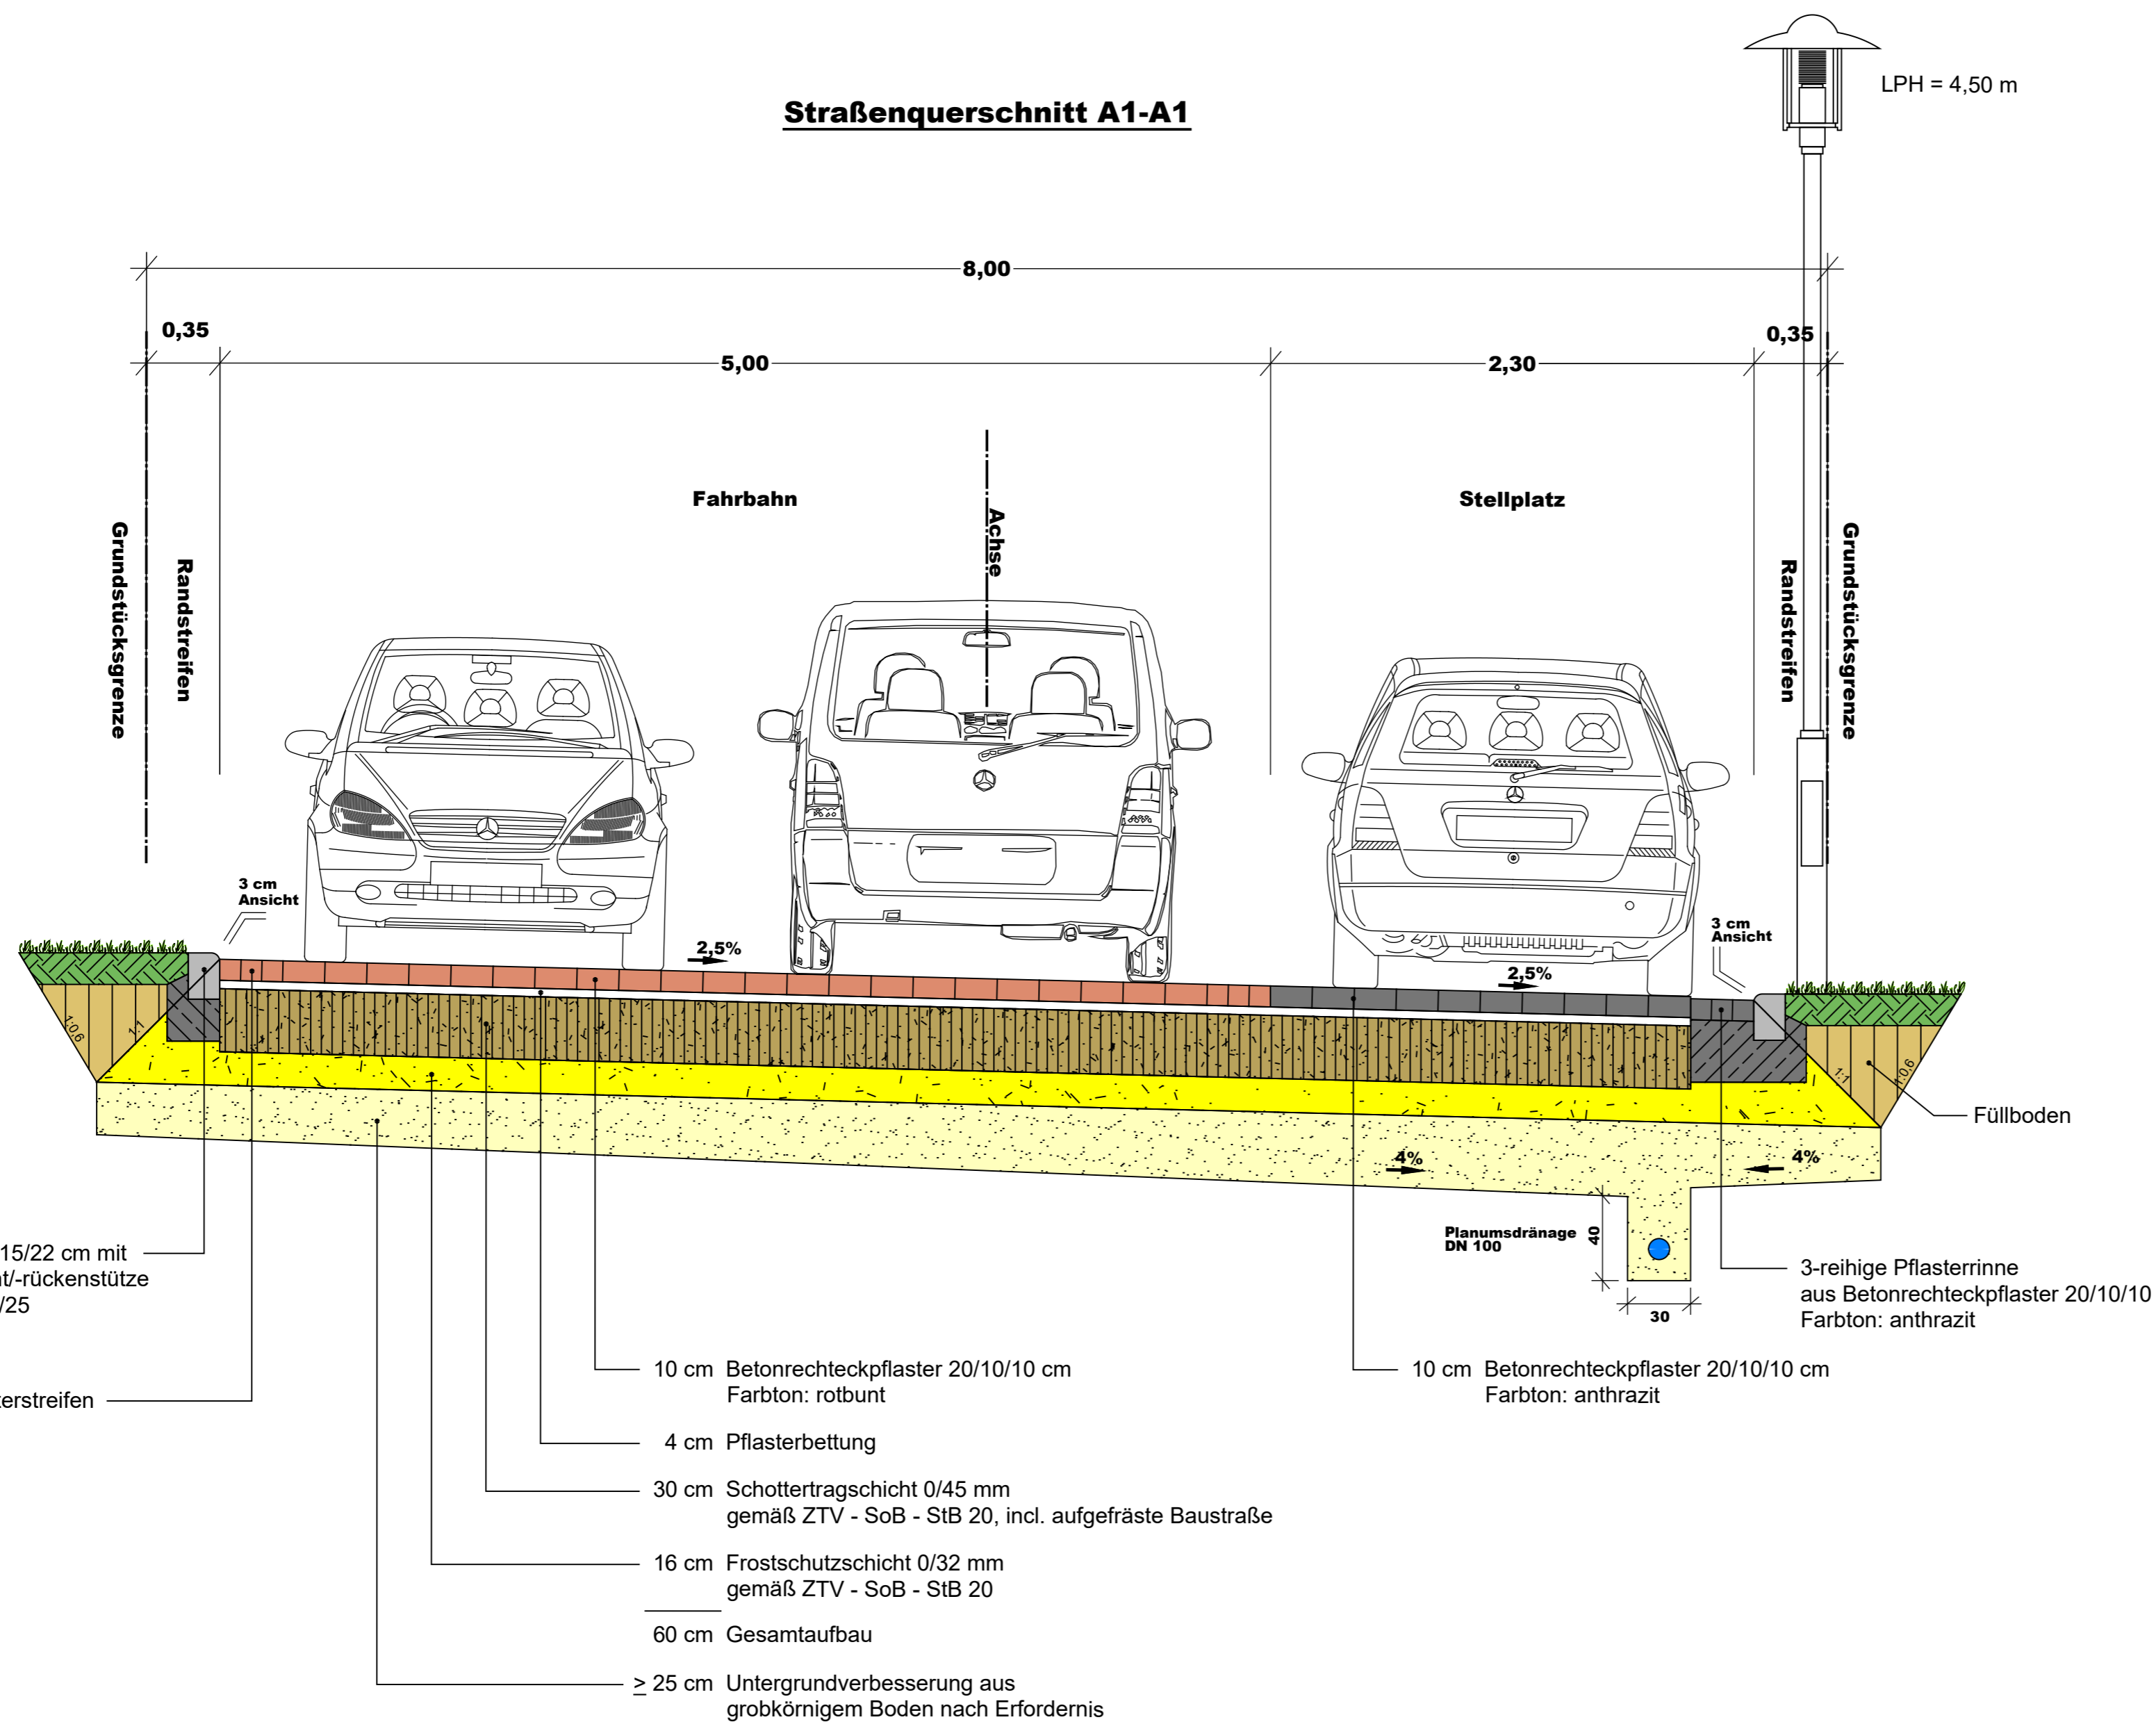 Straßenquerschnitt A1-A1
LPH = 4,50 m
8,00
0,35
5,00
2,30
0,35
Fahrbahn
Achse
Stellplatz
Grundstücksgrenze
Randstreifen
Randstreifen
Grundstücksgrenze
3 cm
Ansicht
2,5%
3 cm
Ansicht
2,5%
1:0.6
1:1
1:1
1:0.6
Füllboden
4%
4%
Planumsdränage
DN 100
40
30
15/22 cm mit
t/-rückenstütze
/25
erstreifen
3-reihige Pflasterrinne
aus Betonrechteckpflaster 20/10/10
Farbton: anthrazit
10 cm Betonrechteckpflaster 20/10/10 cm
Farbton: rotbunt
10 cm Betonrechteckpflaster 20/10/10 cm
Farbton: anthrazit
4 cm Pflasterbettung
30 cm Schottertragschicht 0/45 mm
gemäß ZTV - SoB - StB 20, incl. aufgefräste Baustraße
16 cm Frostschutzschicht 0/32 mm
gemäß ZTV - SoB - StB 20
60 cm Gesamtaufbau
≥ 25 cm Untergrundverbesserung aus
grobkörnigem Boden nach Erfordernis